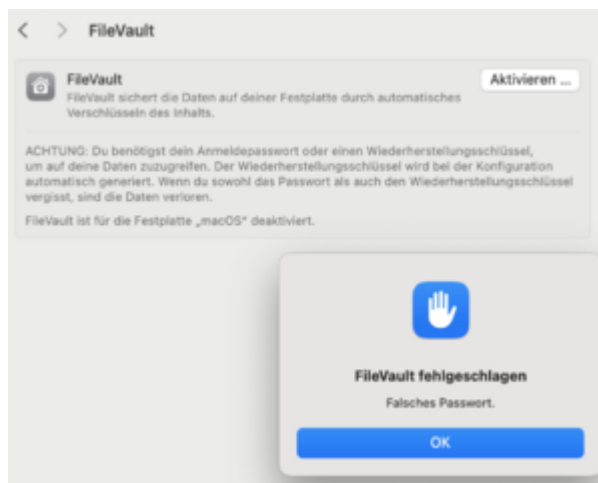 FileVault
FileVault
Aktivieren ...
FileVault sichert die Daten auf deiner Festplatte durch automatisches
Verschlüsseln des Inhalts.
ACHTUNG: Du benötigst dein Anmeldepasswort oder einen Wiederherstellungsschlüssel,
um auf deine Daten zuzugreifen. Der Wiederherstellungsschlüssel wird bei der Konfiguration
automatisch generiert. Wenn du sowohl das Passwort als auch den Wiederherstellungsschlüssel
vergisst, sind die Daten verloren.
FileVault ist für die Festplatte „macOS“ deaktiviert.
FileVault fehlgeschlagen
Falsches Passwort.
OK